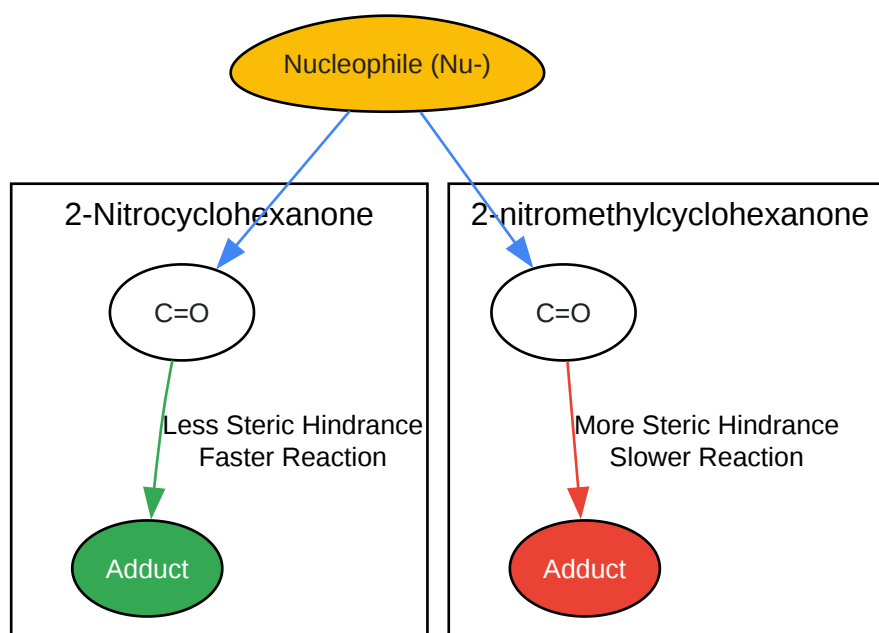 Nucleophile (Nu-)
2-Nitrocyclohexanone
2-nitromethylcyclohexanone
C=O
C=O
Less Steric Hindrance
Faster Reaction
More Steric Hindrance
Slower Reaction
Adduct
Adduct